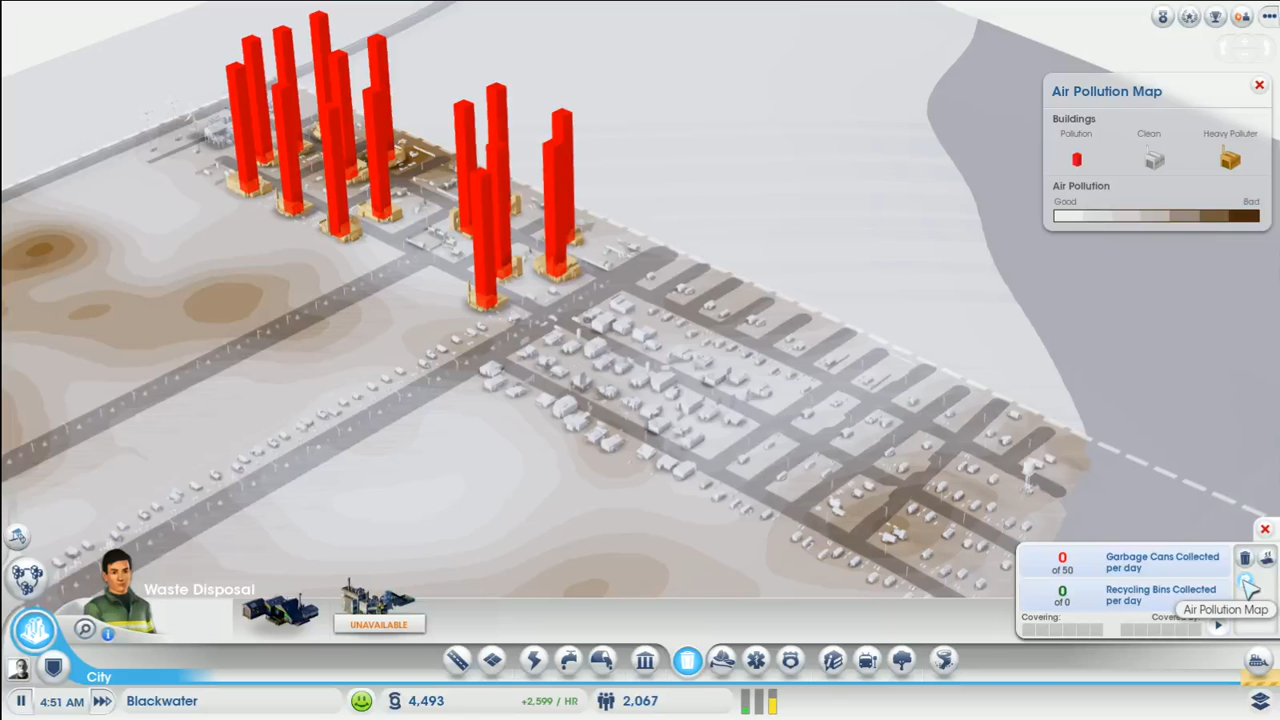 Air Pollution Map
Buildings
Pollution Clean Heavy Polluter
Air Pollution
Good Bad
Waste Disposal
UNAVAILABLE
0 of 50 Garbage Cans Collected per day
0 of 0 Recycling Bins Collected per day
Air Pollution Map
Covering: Covered by:
City
4:51 AM Blackwater 4,493 +2,599 / HR 2,067